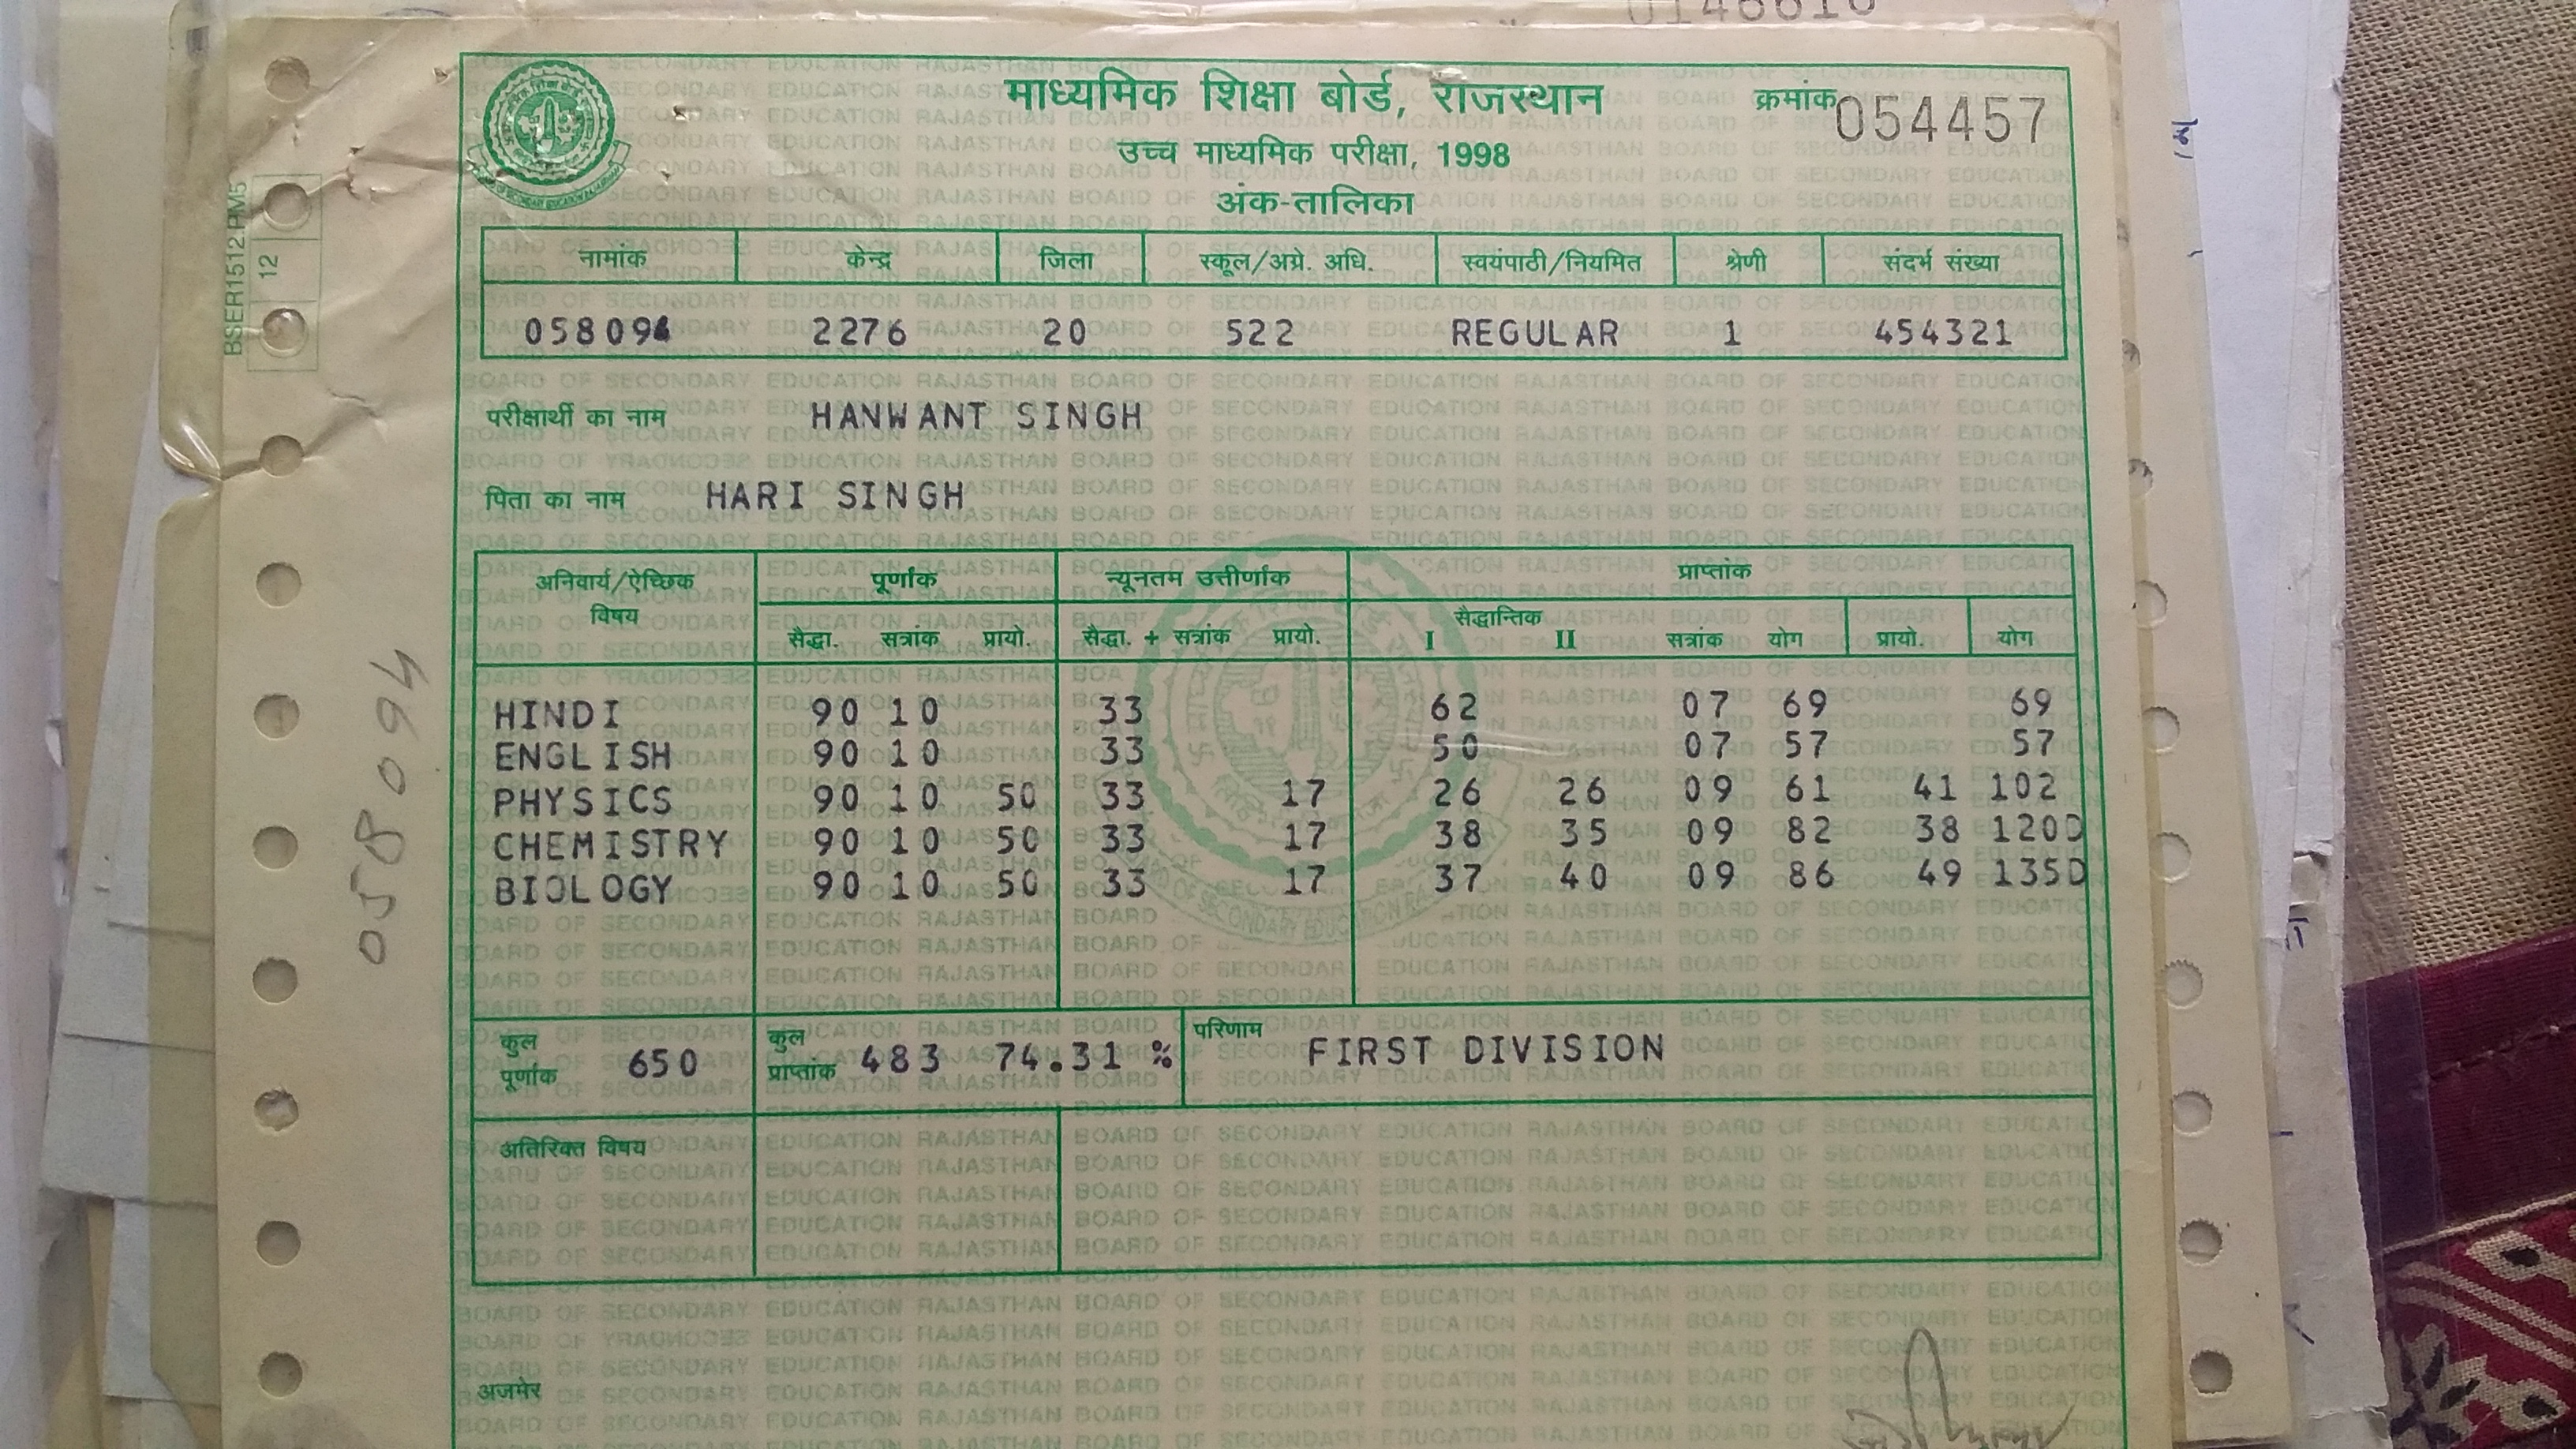 माध्यमिक शिक्षा बोर्ड, राजस्थान
क्रमांक 054457
उच्च माध्यमिक परीक्षा, 1998
अंक-तालिका
BSER1512.PM5
12
नामांक केन्द्र जिला स्कूल/अग्रे. अधि. स्वयंपाठी/नियमित श्रेणी संदर्भ संख्या
058094 2276 20 522 REGULAR 1 454321
परीक्षार्थी का नाम HANWANT SINGH
पिता का नाम HARI SINGH
अनिवार्य/ऐच्छिक विषय पूर्णांक न्यूनतम उत्तीर्णांक प्राप्तांक
सैद्धान्तिक
सैद्धा. सत्रांक प्रायो. सैद्धा. + सत्रांक प्रायो. I II सत्रांक योग प्रायो. योग
HINDI 90 10 33 62 07 69 69
ENGLISH 90 10 33 50 07 57 57
PHYSICS 90 10 50 33 17 26 26 09 61 41 102
CHEMISTRY 90 10 50 33 17 38 35 09 82 38 120D
BIOLOGY 90 10 50 33 17 37 40 09 86 49 135D
058094
कुल पूर्णांक 650 कुल प्राप्तांक 483 74.31 % परिणाम FIRST DIVISION
अतिरिक्त विषय
अजमेर